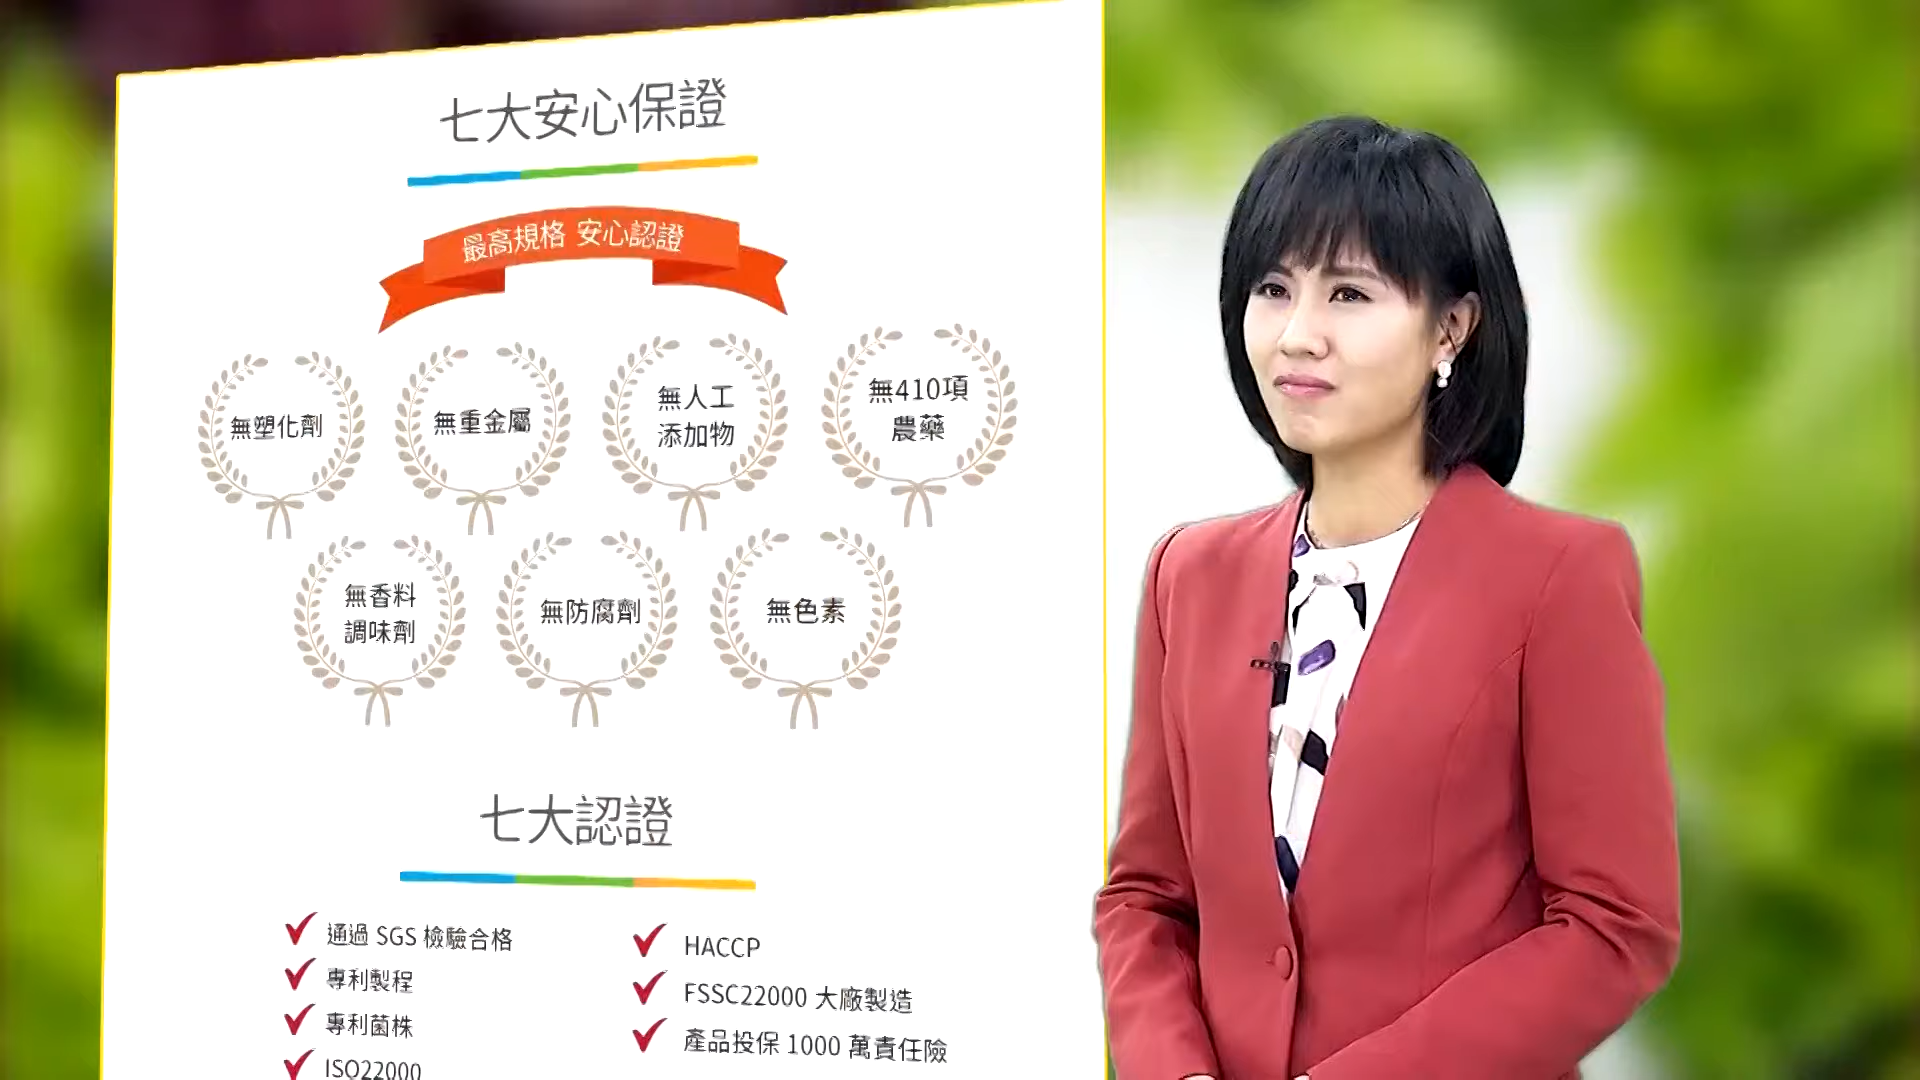 七大安心保證
最高規格 安心認證
無塑化劑
無重金屬
無人工
添加物
無410項
農藥
無香料
調味劑
無防腐劑
無色素
七大認證
通過 SGS 檢驗合格
專利製程
專利菌株
ISO22000
HACCP
FSSC22000 大廠製造
產品投保 1000 萬責任險